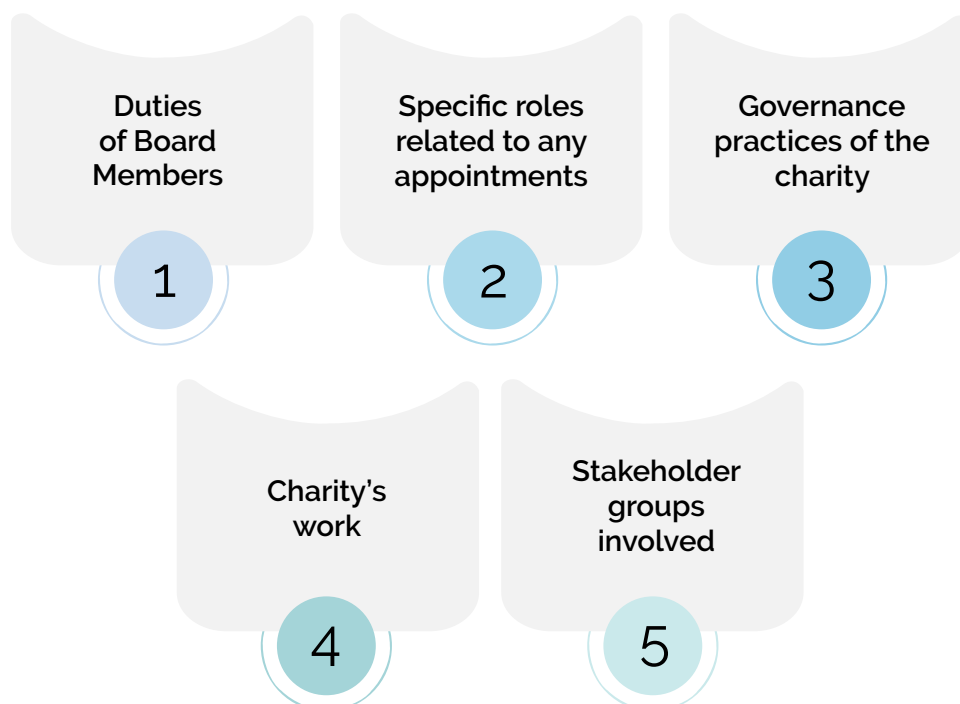 Duties
of Board
Members
1
Specific roles
related to any
appointments
2
Governance
practices of the
charity
3
Charity’s
work
4
Stakeholder
groups
involved
5